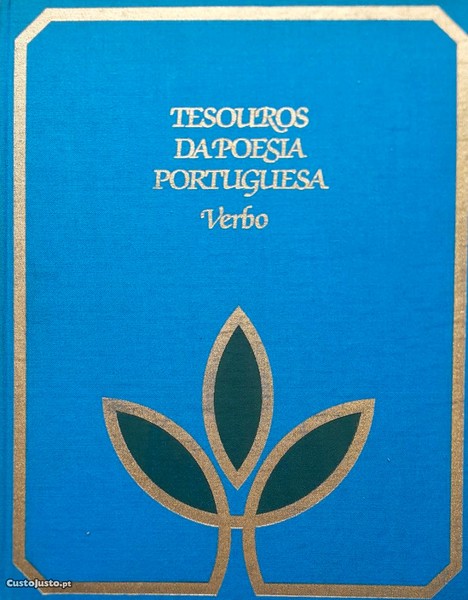 TESOUROS
DA POESIA
PORTUGUESA
Verbo
CustoJusto.pt